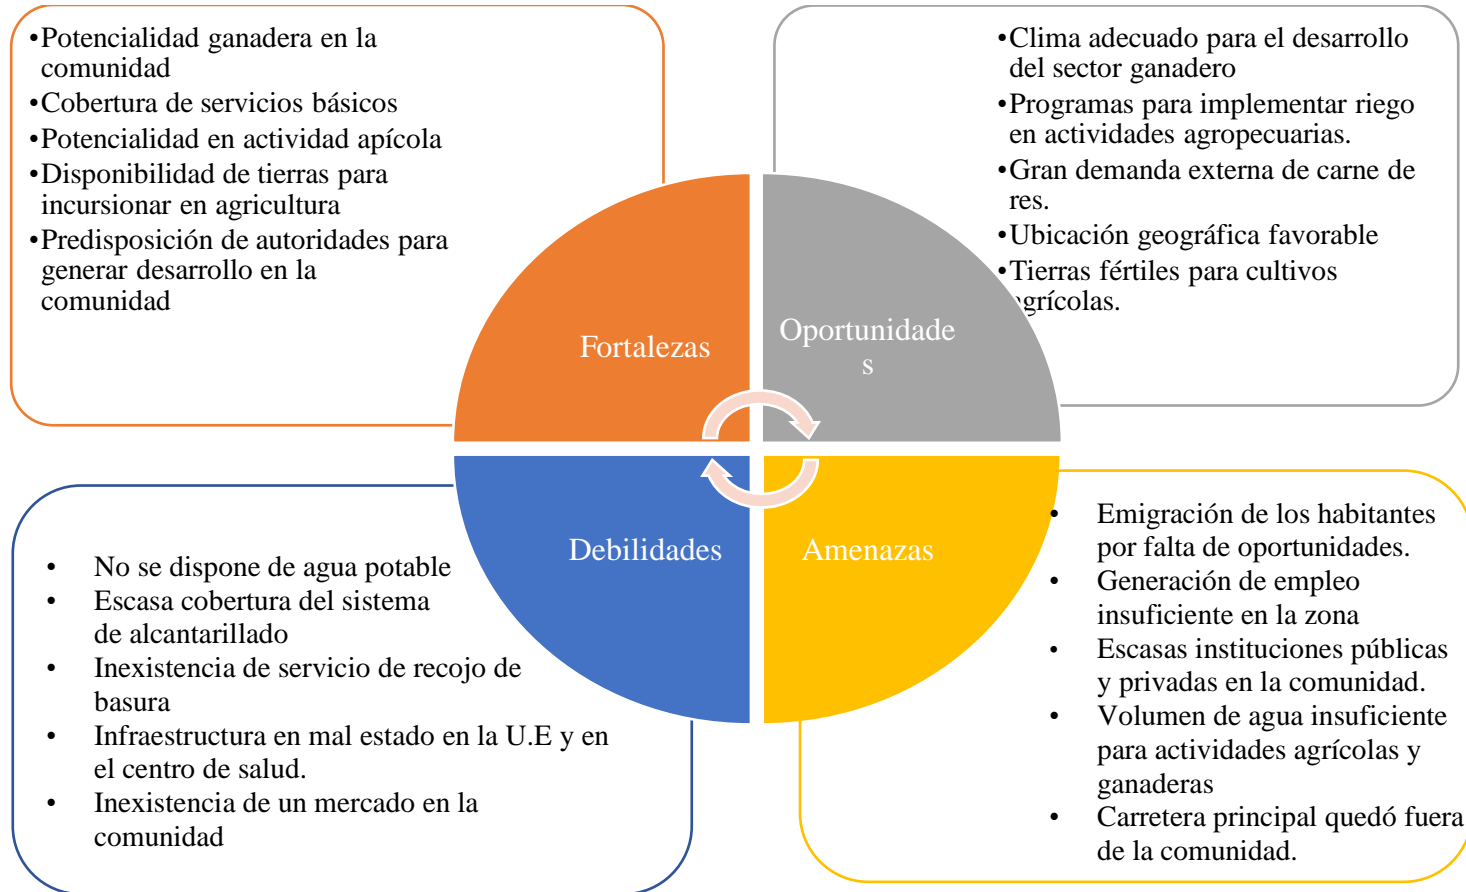 •Potencialidad ganadera en la
comunidad
•Cobertura de servicios básicos
•Potencialidad en actividad apícola
•Disponibilidad de tierras para
incursionar en agricultura
•Predisposición de autoridades para
generar desarrollo en la
comunidad
•Clima adecuado para el desarrollo
del sector ganadero
•Programas para implementar riego
en actividades agropecuarias.
•Gran demanda externa de carne de
res.
•Ubicación geográfica favorable
•Tierras fértiles para cultivos
agrícolas.
Fortalezas
Oportunidade
s
Debilidades
Amenazas
• No se dispone de agua potable
• Escasa cobertura del sistema
de alcantarillado
• Inexistencia de servicio de recojo de
basura
• Infraestructura en mal estado en la U.E y en
el centro de salud.
• Inexistencia de un mercado en la
comunidad
• Emigración de los habitantes
por falta de oportunidades.
• Generación de empleo
insuficiente en la zona
• Escasas instituciones públicas
y privadas en la comunidad.
• Volumen de agua insuficiente
para actividades agrícolas y
ganaderas
• Carretera principal quedó fuera
de la comunidad.